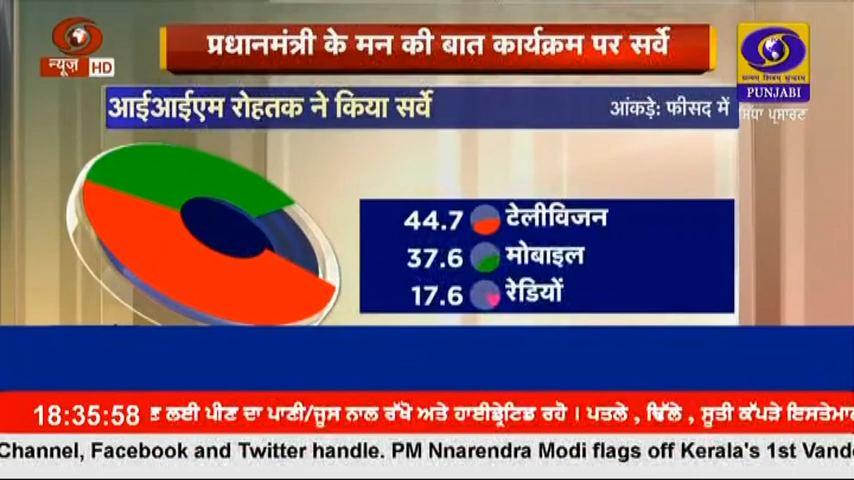 प्रधानमंत्री के मन की बात कार्यक्रम पर सर्वे
न्यूज़ HD
PUNJABI
ਸਿੱਧਾ ਪ੍ਰਸਾਰਣ
आईआईएम रोहतक ने किया सर्वे
आंकड़े: फीसद में
44.7 टेलीविजन
37.6 मोबाइल
17.6 रेडियों
18:35:58 ਲਈ ਪੀਣ ਦਾ ਪਾਣੀ/ਜੂਸ ਨਾਲ ਰੱਖੋ ਅਤੇ ਹਾਈਡ੍ਰੇਟਿਡ ਰਹੋ । ਪਤਲੇ , ਢਿੱਲੇ , ਸੂਤੀ ਕੱਪੜੇ
Channel, Facebook and Twitter handle. PM Nnarendra Modi flags off Kerala's 1st